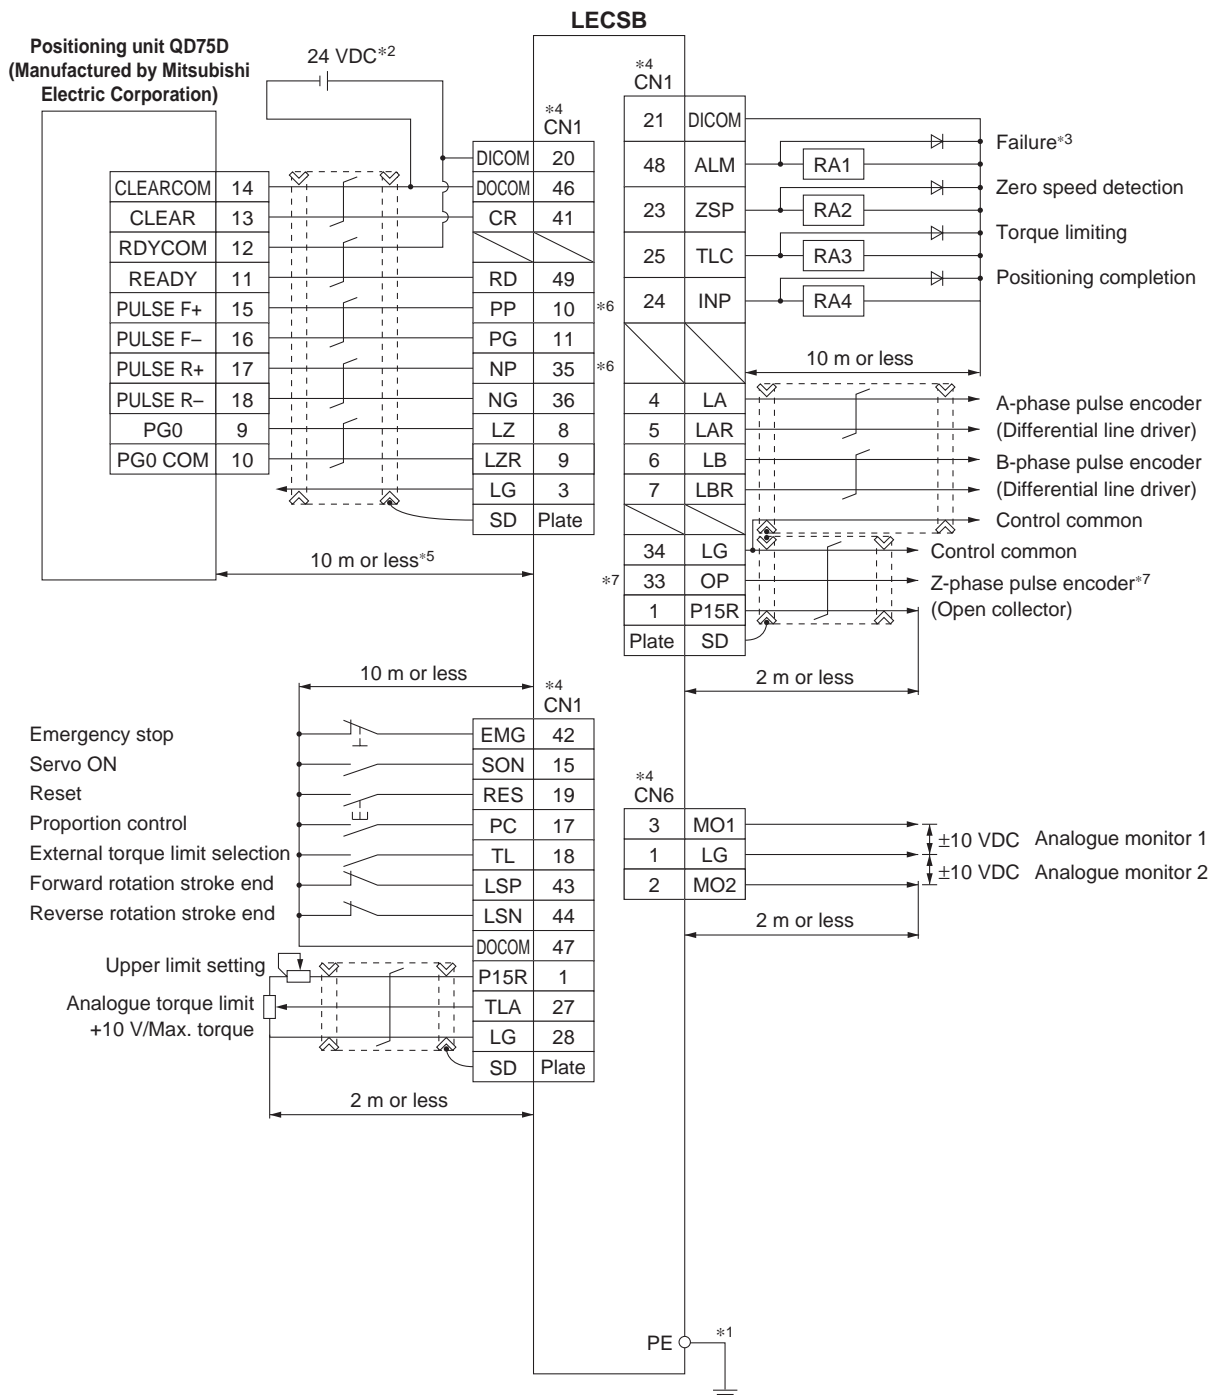 LECSB
Positioning unit QD75D
(Manufactured by Mitsubishi
Electric Corporation)
24 VDC*2
*4
CN1
DICOM 20
CLEARCOM 14 DOCOM 46
CLEAR 13 CR 41
RDYCOM 12
READY 11 RD 49
PULSE F+ 15 PP 10 *6
PULSE F– 16 PG 11
PULSE R+ 17 NP 35 *6
PULSE R– 18 NG 36
PG0 9 LZ 8
PG0 COM 10 LZR 9
LG 3
SD Plate
10 m or less*5
*4
CN1
21 DICOM
48 ALM RA1 Failure*3
23 ZSP RA2 Zero speed detection
25 TLC RA3 Torque limiting
24 INP RA4 Positioning completion
10 m or less
4 LA A-phase pulse encoder
5 LAR (Differential line driver)
6 LB B-phase pulse encoder
7 LBR (Differential line driver)
Control common
34 LG Control common
*7 33 OP Z-phase pulse encoder*7
1 P15R (Open collector)
Plate SD
2 m or less
10 m or less
*4
CN1
Emergency stop EMG 42
Servo ON SON 15
Reset RES 19
Proportion control PC 17
External torque limit selection TL 18
Forward rotation stroke end LSP 43
Reverse rotation stroke end LSN 44
DOCOM 47
Upper limit setting P15R 1
Analogue torque limit TLA 27
+10 V/Max. torque LG 28
SD Plate
2 m or less
*4
CN6
3 MO1
±10 VDC Analogue monitor 1
1 LG
±10 VDC Analogue monitor 2
2 MO2
2 m or less
PE *1